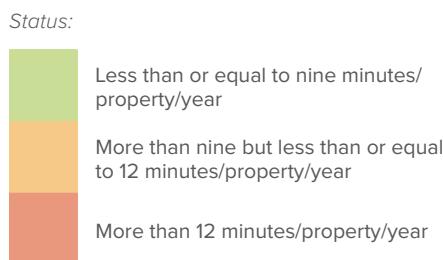 Status:
Less than or equal to nine minutes/
property/year
More than nine but less than or equal
to 12 minutes/property/year
More than 12 minutes/property/year